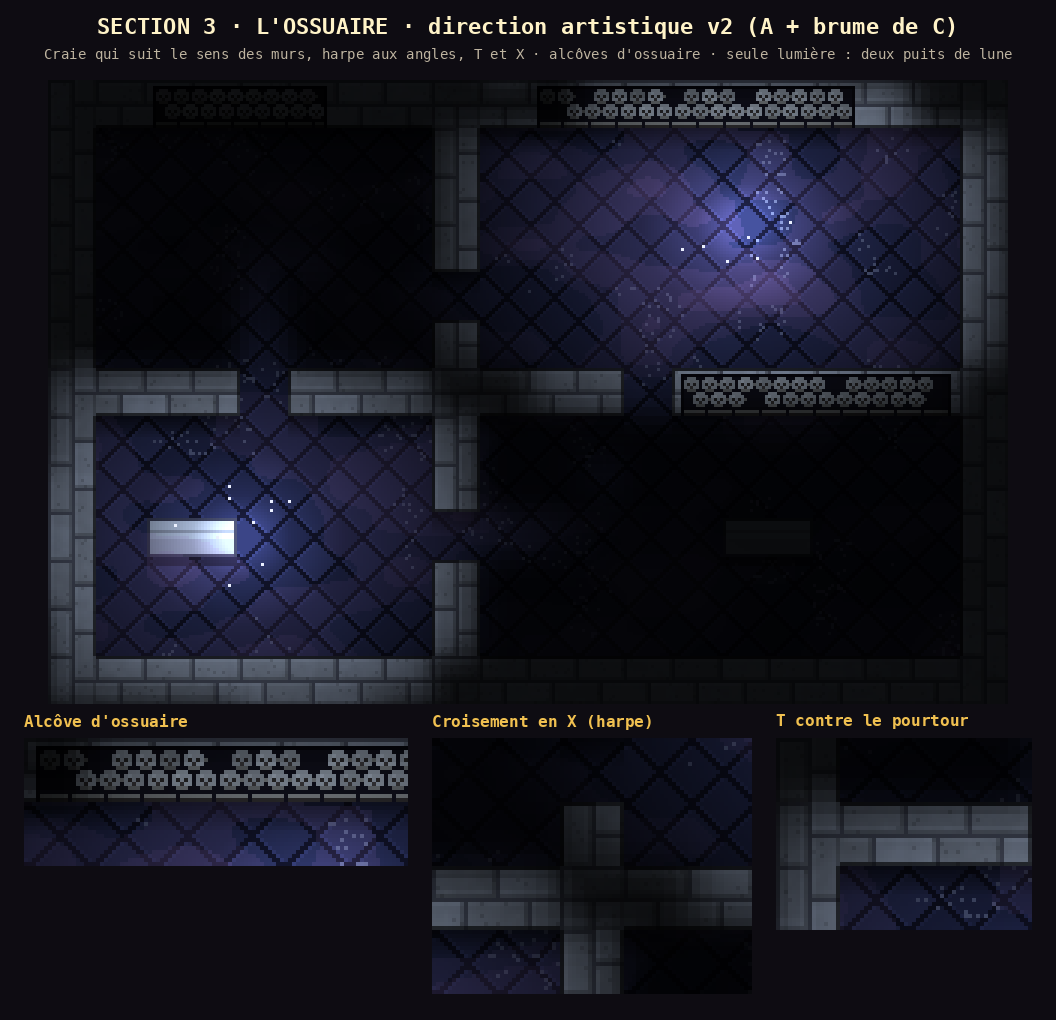 SECTION 3 · L'OSSUAIRE · direction artistique v2 (A + brume de C)
Craie qui suit le sens des murs, harpe aux angles, T et X · alcôves d'ossuaire · seule lumière : deux puits de lune
Alcôve d'ossuaire
Croisement en X (harpe)
T contre le pourtour